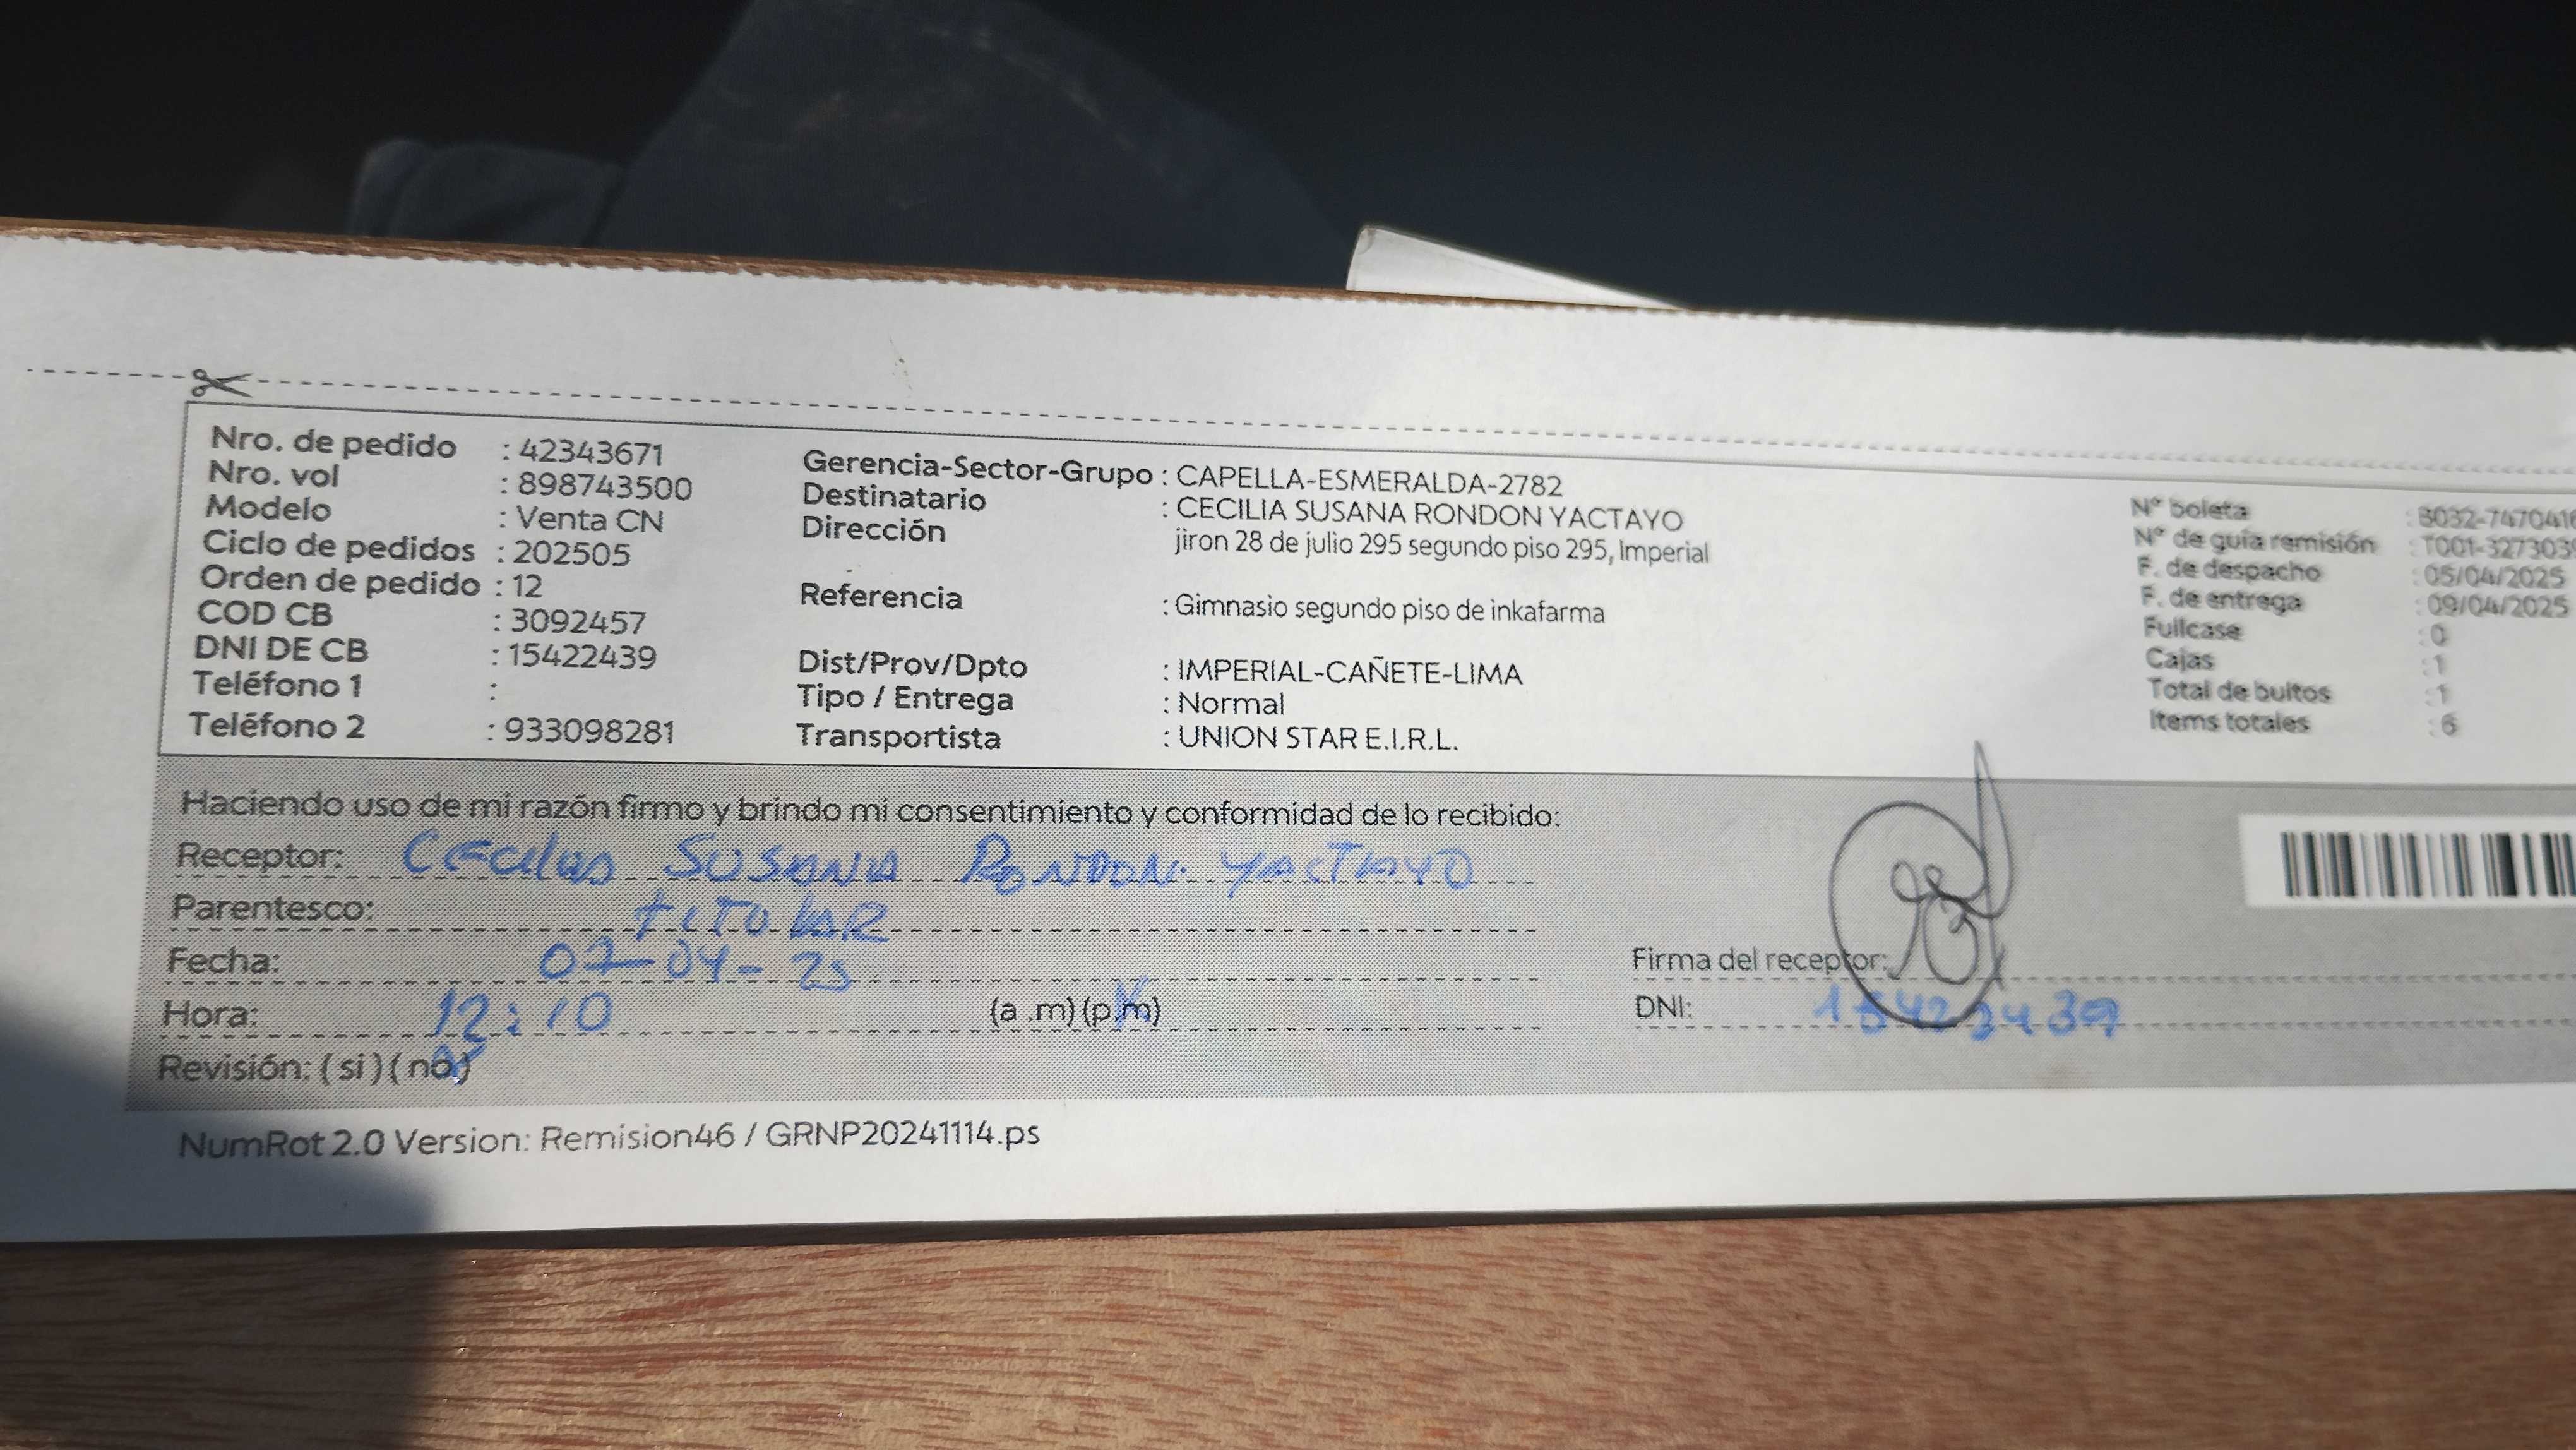 Nro. de pedido : 42343671
Nro. vol : 898743500
Modelo : Venta CN
Ciclo de pedidos : 202505
Orden de pedido : 12
COD CB : 3092457
DNI DE CB : 15422439
Teléfono 1 :
Teléfono 2 : 933098281
Gerencia-Sector-Grupo : CAPELLA-ESMERALDA-2782
Destinatario : CECILIA SUSANA RONDON YACTAYO
Dirección jiron 28 de julio 295 segundo piso 295, Imperial
Referencia : Gimnasio segundo piso de inkafarma
Dist/Prov/Dpto : IMPERIAL-CAÑETE-LIMA
Tipo / Entrega : Normal
Transportista : UNION STAR E.I.R.L.
N° boleta : B032-7470416
N° de guía remisión : T001-3273039
F. de despacho : 05/04/2025
F. de entrega : 09/04/2025
Fullcase : 0
Cajas : 1
Total de bultos : 1
Items totales : 6
Haciendo uso de mi razón firmo y brindo mi consentimiento y conformidad de lo recibido:
Receptor: Cecilia SUSANA RONDON YACTAYO
Parentesco: titular
Fecha: 07-04-25
Hora: 12:10 (a .m) (p.m)
Revisión: ( si ) ( no )
Firma del receptor:
DNI: 15422439
NumRot 2.0 Version: Remision46 / GRNP20241114.ps